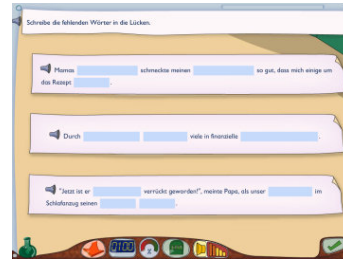 Schreibe die fehlenden Wörter in die Lücken.
Mamas schmeckte meinen so gut, dass mich einige um
das Rezept .
Durch viele in finanzielle .
"Jetzt ist er verrückt geworden!", meinte Papa, als unser im
Schlafanzug seinen .
0100